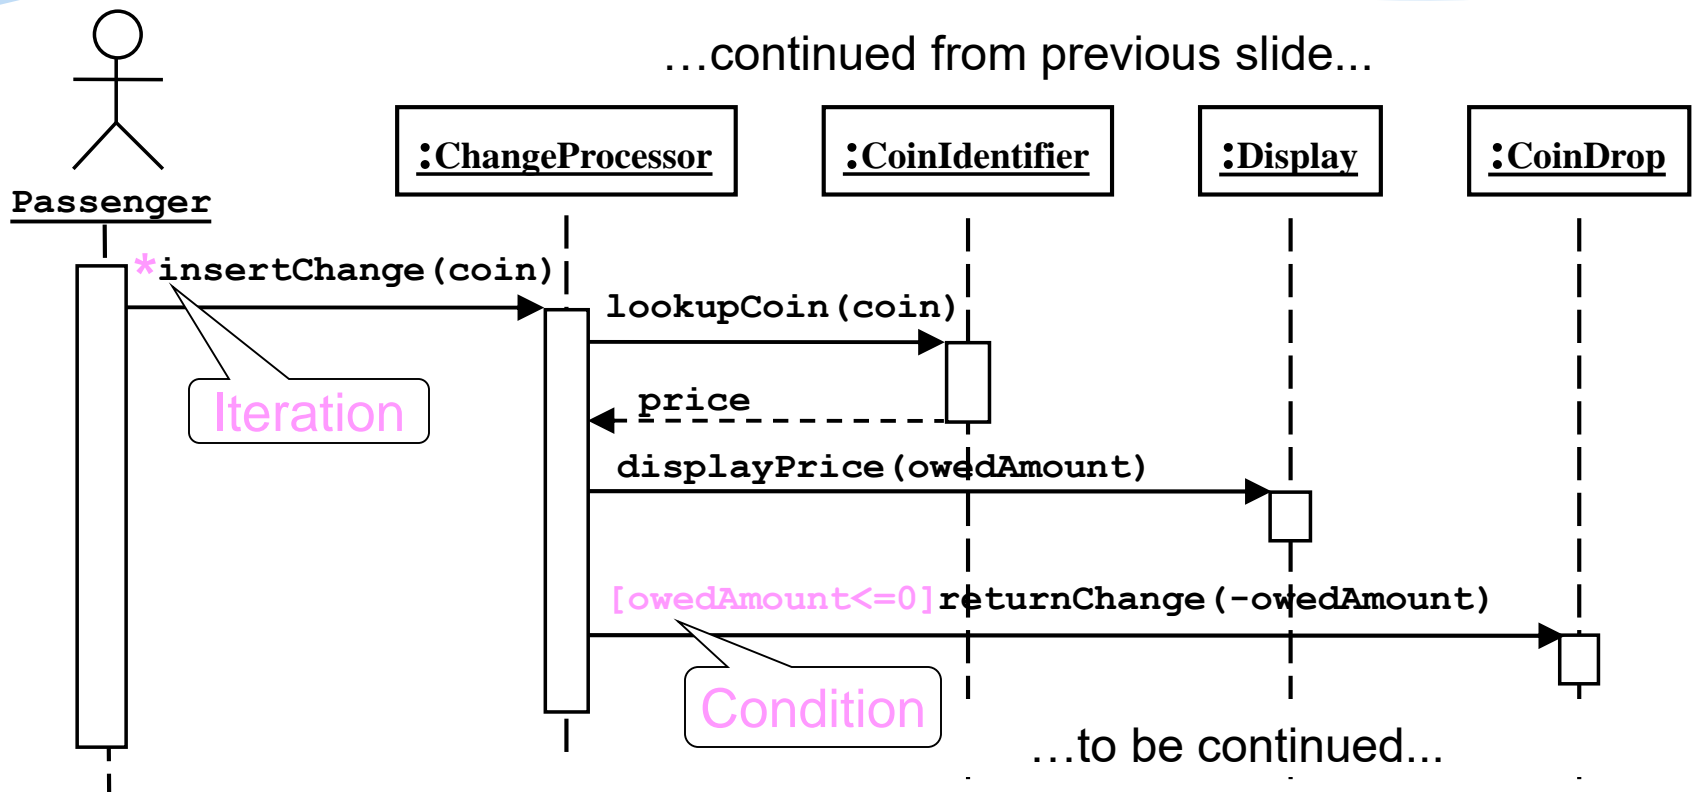 …continued from previous slide...
:ChangeProcessor
:CoinIdentifier
:Display
:CoinDrop
Passenger
*insertChange(coin)
lookupCoin(coin)
Iteration
price
displayPrice(owedAmount)
[owedAmount<=0]returnChange(-owedAmount)
Condition
…to be continued...